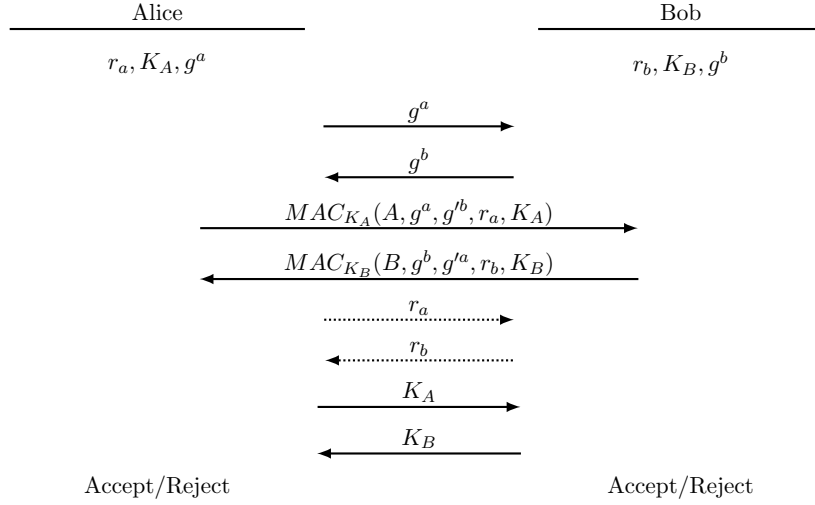 Alice Bob
r_a, K_A, g^a r_b, K_B, g^b
g^a
g^b
MAC_{K_A}(A, g^a, g'^b, r_a, K_A)
MAC_{K_B}(B, g^b, g'^a, r_b, K_B)
r_a
r_b
K_A
K_B
Accept/Reject Accept/Reject